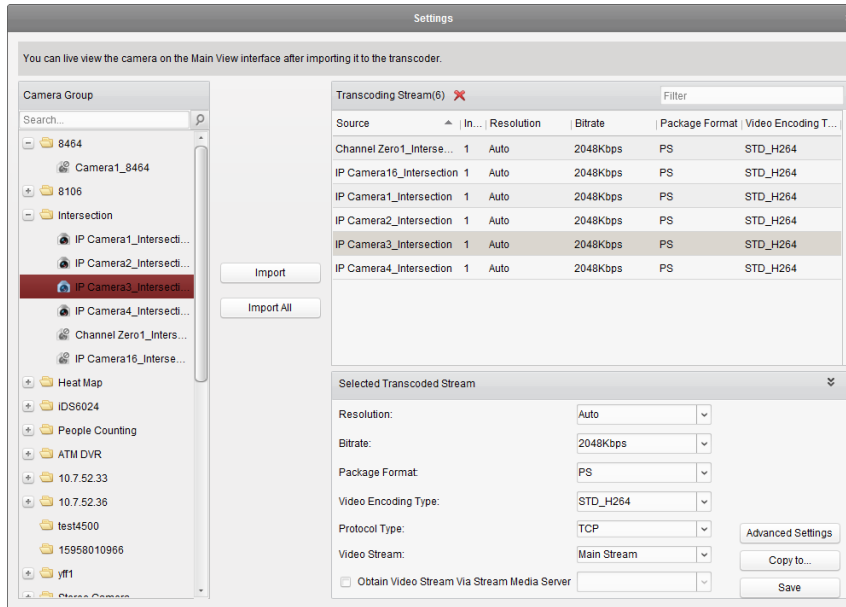 Settings
You can live view the camera on the Main View interface after importing it to the transcoder.
Camera Group
Search...
8464
Camera1_8464
8106
Intersection
IP Camera1_Intersecti...
IP Camera2_Intersecti...
IP Camera3_Intersecti...
IP Camera4_Intersecti...
Channel Zero1_Inters...
IP Camera16_Interse...
Heat Map
iDS6024
People Counting
ATM DVR
10.7.52.33
10.7.52.36
test4500
15958010966
yff1
Stereo Camera
Import
Import All
Transcoding Stream(6)
Filter
Source In... Resolution Bitrate Package Format Video Encoding T...
Channel Zero1_Interse... 1 Auto 2048Kbps PS STD_H264
IP Camera16_Intersection 1 Auto 2048Kbps PS STD_H264
IP Camera1_Intersection 1 Auto 2048Kbps PS STD_H264
IP Camera2_Intersection 1 Auto 2048Kbps PS STD_H264
IP Camera3_Intersection 1 Auto 2048Kbps PS STD_H264
IP Camera4_Intersection 1 Auto 2048Kbps PS STD_H264
Selected Transcoded Stream
Resolution: Auto
Bitrate: 2048Kbps
Package Format: PS
Video Encoding Type: STD_H264
Protocol Type: TCP
Video Stream: Main Stream
Obtain Video Stream Via Stream Media Server
Advanced Settings
Copy to...
Save